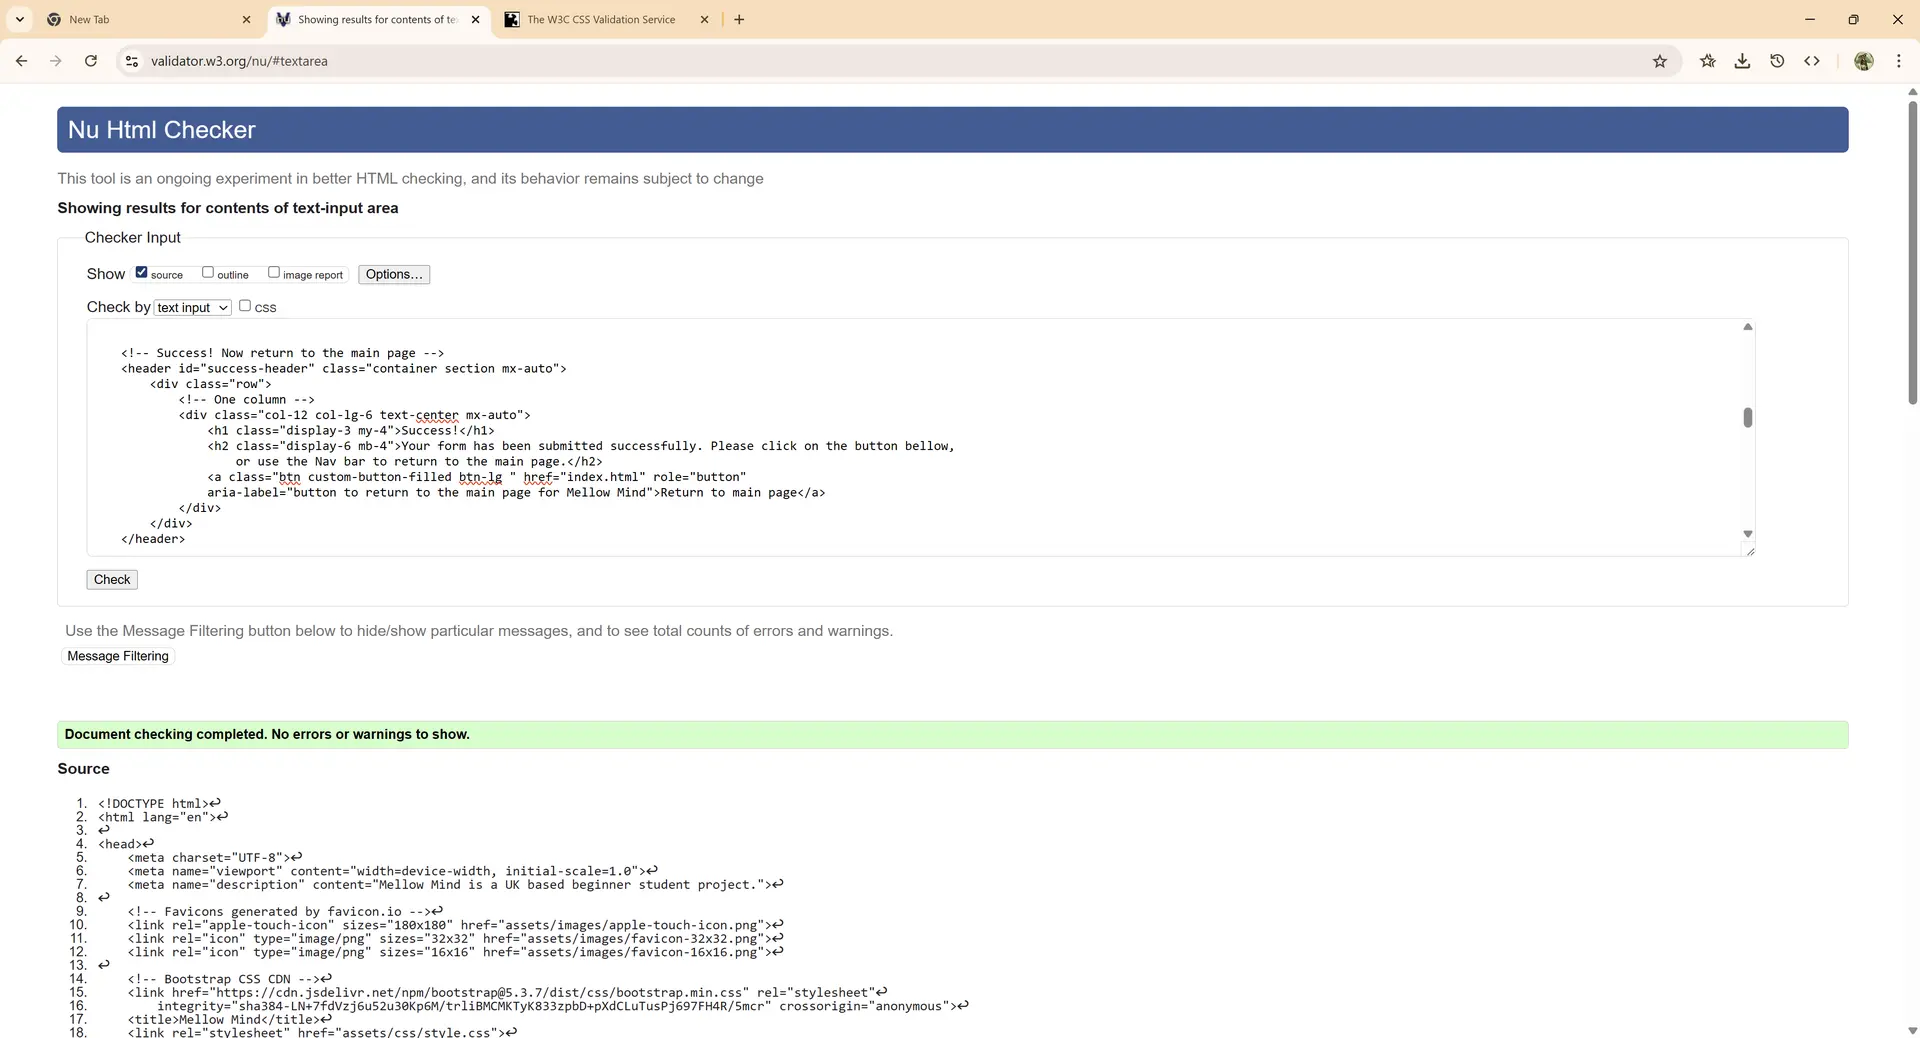 New Tab
Showing results for contents of te
The W3C CSS Validation Service
validator.w3.org/nu/#textarea
Nu Html Checker
This tool is an ongoing experiment in better HTML checking, and its behavior remains subject to change
Showing results for contents of text-input area
Checker Input
Show source outline image report Options...
Check by text input css
<!-- Success! Now return to the main page -->
<header id="success-header" class="container section mx-auto">
<div class="row">
<!-- One column -->
<div class="col-12 col-lg-6 text-center mx-auto">
<h1 class="display-3 my-4">Success!</h1>
<h2 class="display-6 mb-4">Your form has been submitted successfully. Please click on the button bellow,
or use the Nav bar to return to the main page.</h2>
<a class="btn custom-button-filled btn-lg " href="index.html" role="button"
aria-label="button to return to the main page for Mellow Mind">Return to main page</a>
</div>
</div>
</header>
Check
Use the Message Filtering button below to hide/show particular messages, and to see total counts of errors and warnings.
Message Filtering
Document checking completed. No errors or warnings to show.
Source
1. <!DOCTYPE html>↩
2. <html lang="en">↩
3. ↩
4. <head>↩
5. <meta charset="UTF-8">↩
6. <meta name="viewport" content="width=device-width, initial-scale=1.0">↩
7. <meta name="description" content="Mellow Mind is a UK based beginner student project.">↩
8. ↩
9. <!-- Favicons generated by favicon.io -->↩
10. <link rel="apple-touch-icon" sizes="180x180" href="assets/images/apple-touch-icon.png">↩
11. <link rel="icon" type="image/png" sizes="32x32" href="assets/images/favicon-32x32.png">↩
12. <link rel="icon" type="image/png" sizes="16x16" href="assets/images/favicon-16x16.png">↩
13. ↩
14. <!-- Bootstrap CSS CDN -->↩
15. <link href="https://cdn.jsdelivr.net/npm/bootstrap@5.3.7/dist/css/bootstrap.min.css" rel="stylesheet"↩
16. integrity="sha384-LN+7fdVzj6u52u30Kp6M/trliBMCMKTyK833zpbD+pXdCLuTusPj697FH4R/5mcr" crossorigin="anonymous">↩
17. <title>Mellow Mind</title>↩
18. <link rel="stylesheet" href="assets/css/style.css">↩